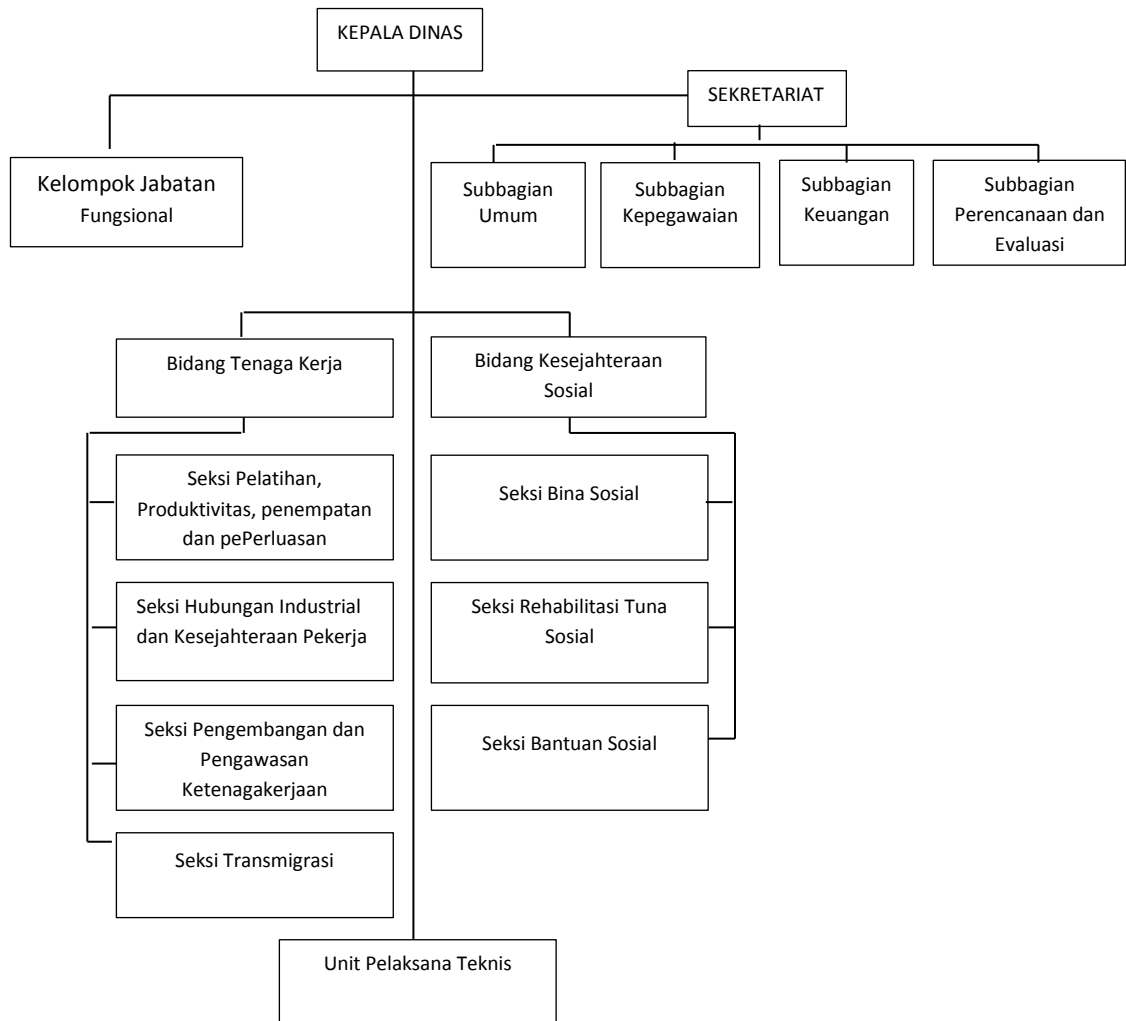 KEPALA DINAS
SEKRETARIAT
Kelompok Jabatan
Fungsional
Subbagian
Umum
Subbagian
Kepegawaian
Subbagian
Keuangan
Subbagian
Perencanaan dan
Evaluasi
Bidang Tenaga Kerja
Bidang Kesejahteraan
Sosial
Seksi Pelatihan,
Produktivitas, penempatan
dan pePerluasan
Seksi Bina Sosial
Seksi Hubungan Industrial
dan Kesejahteraan Pekerja
Seksi Rehabilitasi Tuna
Sosial
Seksi Pengembangan dan
Pengawasan
Ketenagakerjaan
Seksi Bantuan Sosial
Seksi Transmigrasi
Unit Pelaksana Teknis